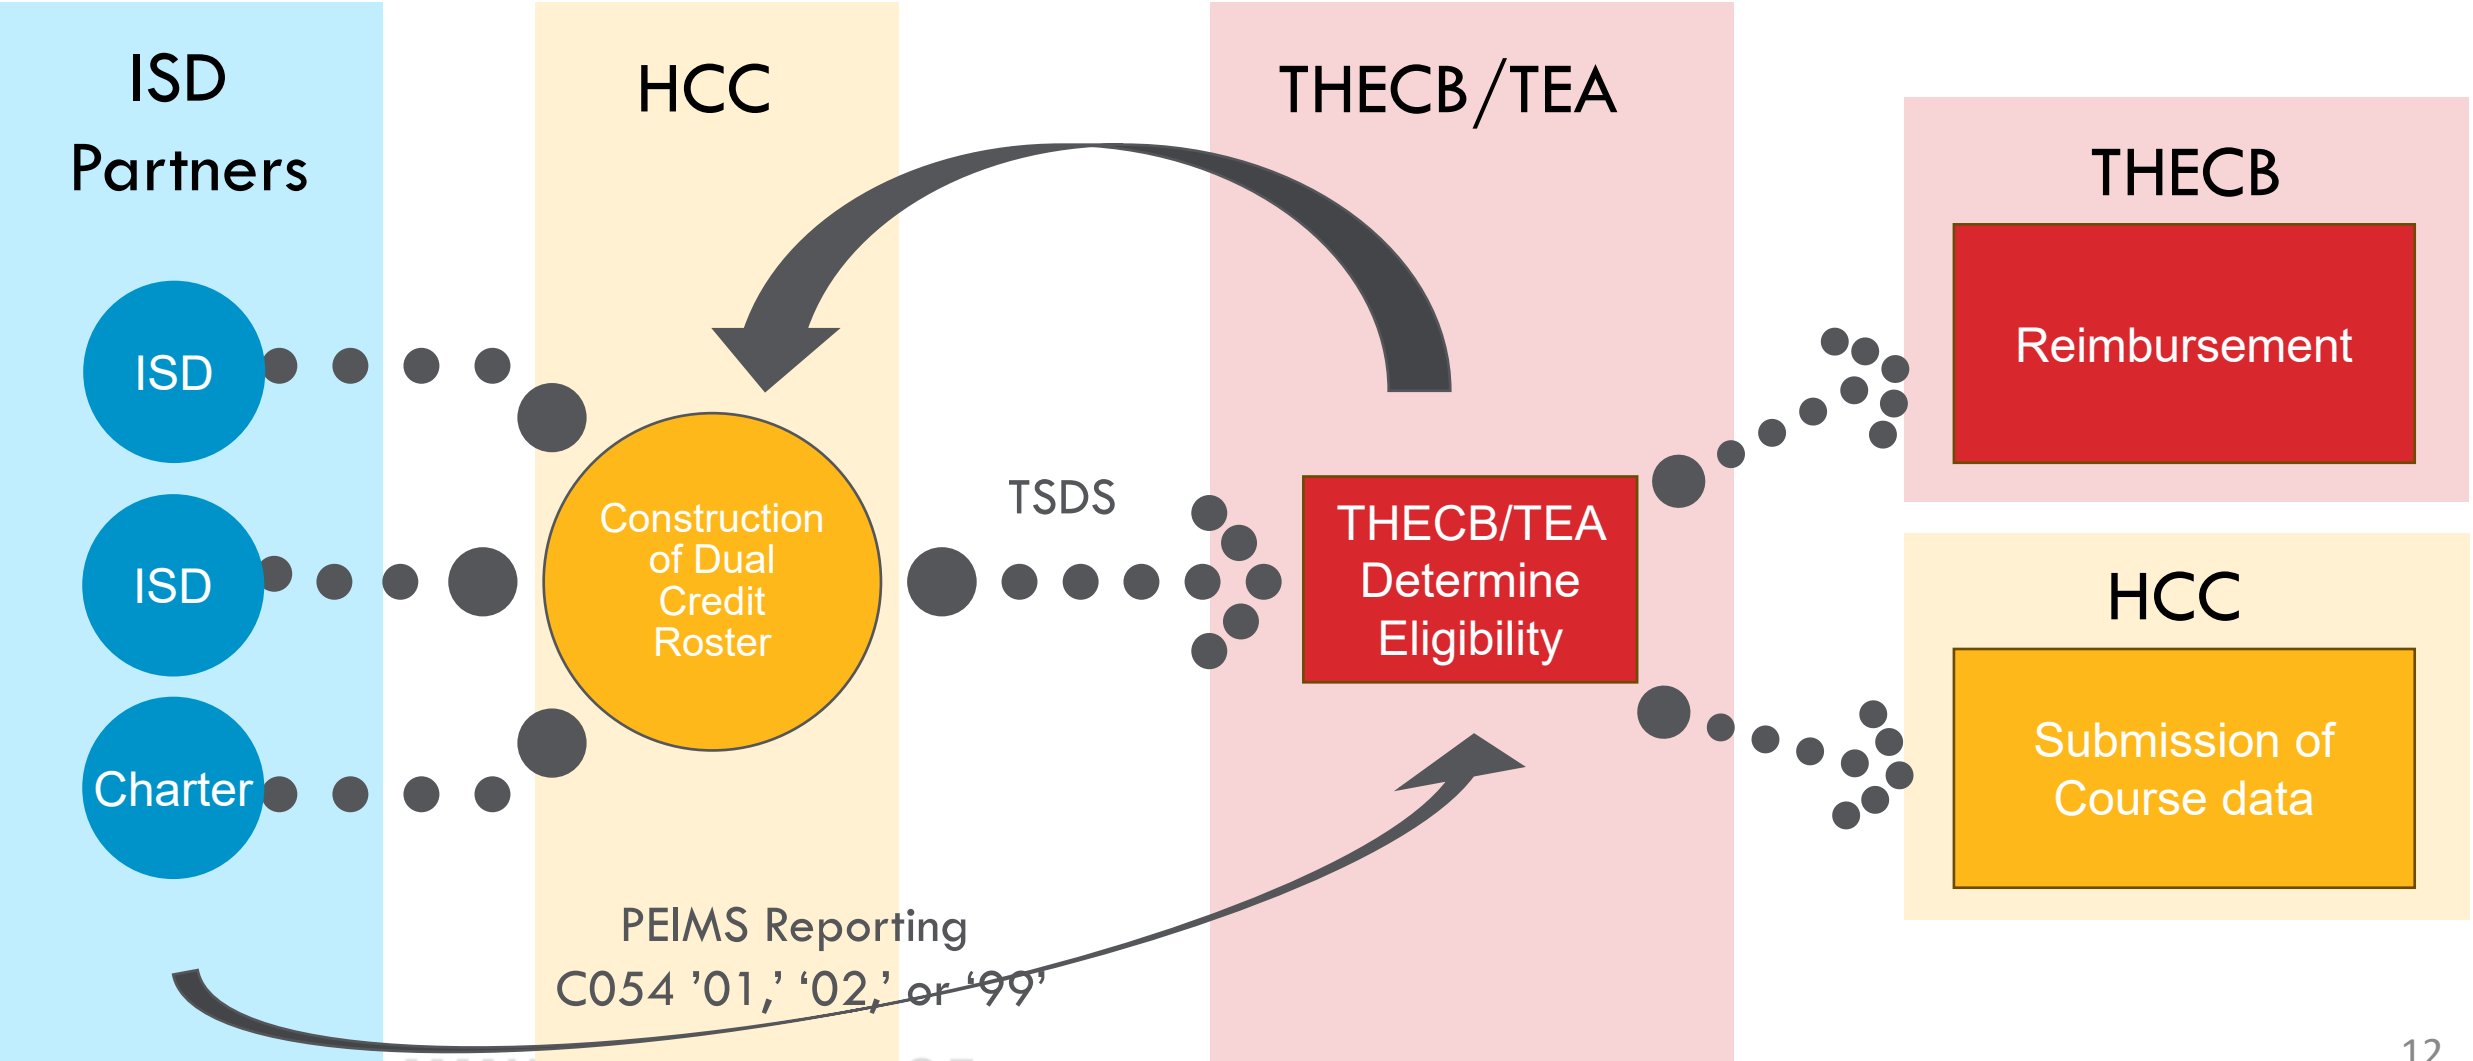 ISD
Partners
HCC
THECB/TEA
THECB
Reimbursement
ISD
ISD
Charter
Construction
of Dual
Credit
Roster
TSDS
THECB/TEA
Determine
Eligibility
HCC
Submission of
Course data
PEIMS Reporting
C054 ’01,’ ‘02,’ or ‘99’
12